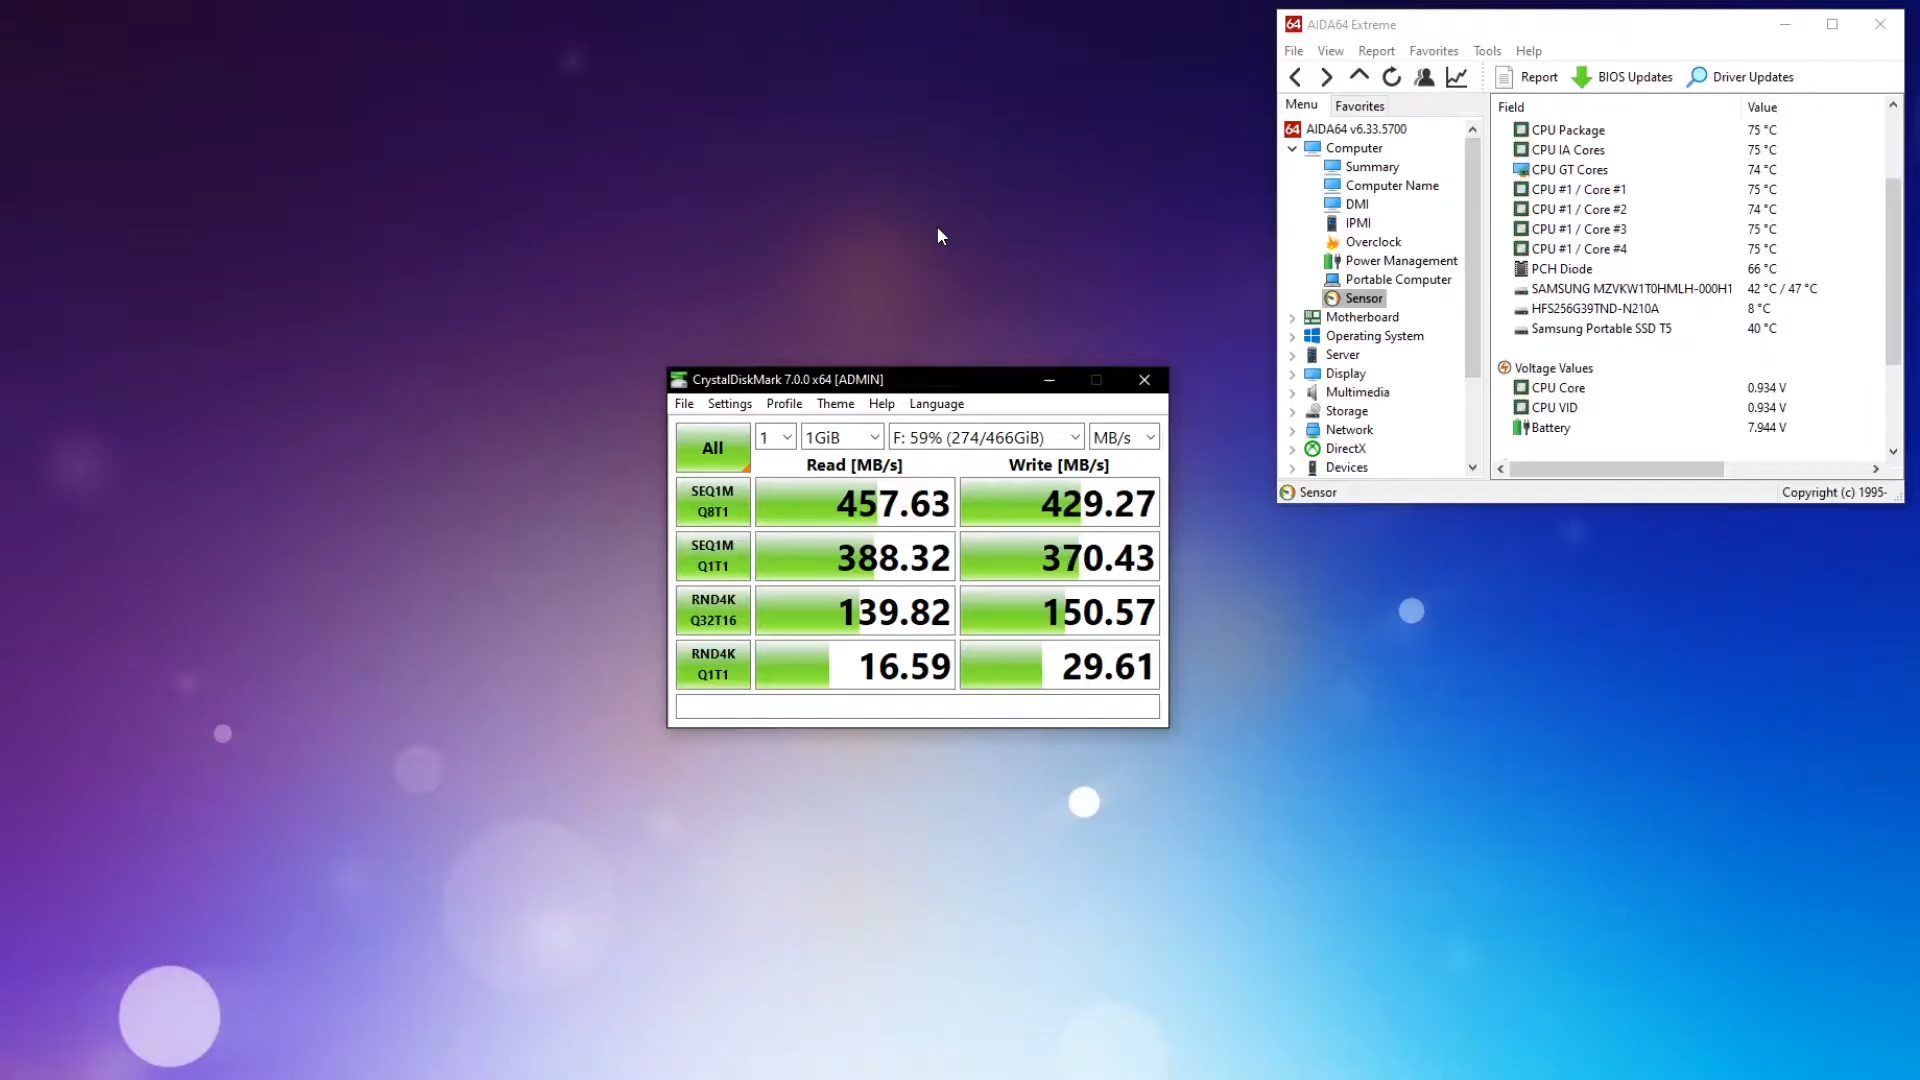 64 AIDA64 Extreme
File View Report Favorites Tools Help
Report BIOS Updates Driver Updates
Menu Favorites
64 AIDA64 v6.33.5700
Computer
Summary
Computer Name
DMI
IPMI
Overclock
Power Management
Portable Computer
Sensor
Motherboard
Operating System
Server
Display
Multimedia
Storage
Network
DirectX
Devices
Field Value
CPU Package 75 °C
CPU IA Cores 75 °C
CPU GT Cores 74 °C
CPU #1 / Core #1 75 °C
CPU #1 / Core #2 74 °C
CPU #1 / Core #3 75 °C
CPU #1 / Core #4 75 °C
PCH Diode 66 °C
SAMSUNG MZVKW1T0HMLH-000H1 42 °C / 47 °C
HFS256G39TND-N210A 8 °C
Samsung Portable SSD T5 40 °C
Voltage Values
CPU Core 0.934 V
CPU VID 0.934 V
Battery 7.944 V
Sensor Copyright (c) 1995-
CrystalDiskMark 7.0.0 x64 [ADMIN]
File Settings Profile Theme Help Language
All 1 1GiB F: 59% (274/466GiB) MB/s
Read [MB/s] Write [MB/s]
SEQ1M
Q8T1 457.63 429.27
SEQ1M
Q1T1 388.32 370.43
RND4K
Q32T16 139.82 150.57
RND4K
Q1T1 16.59 29.61